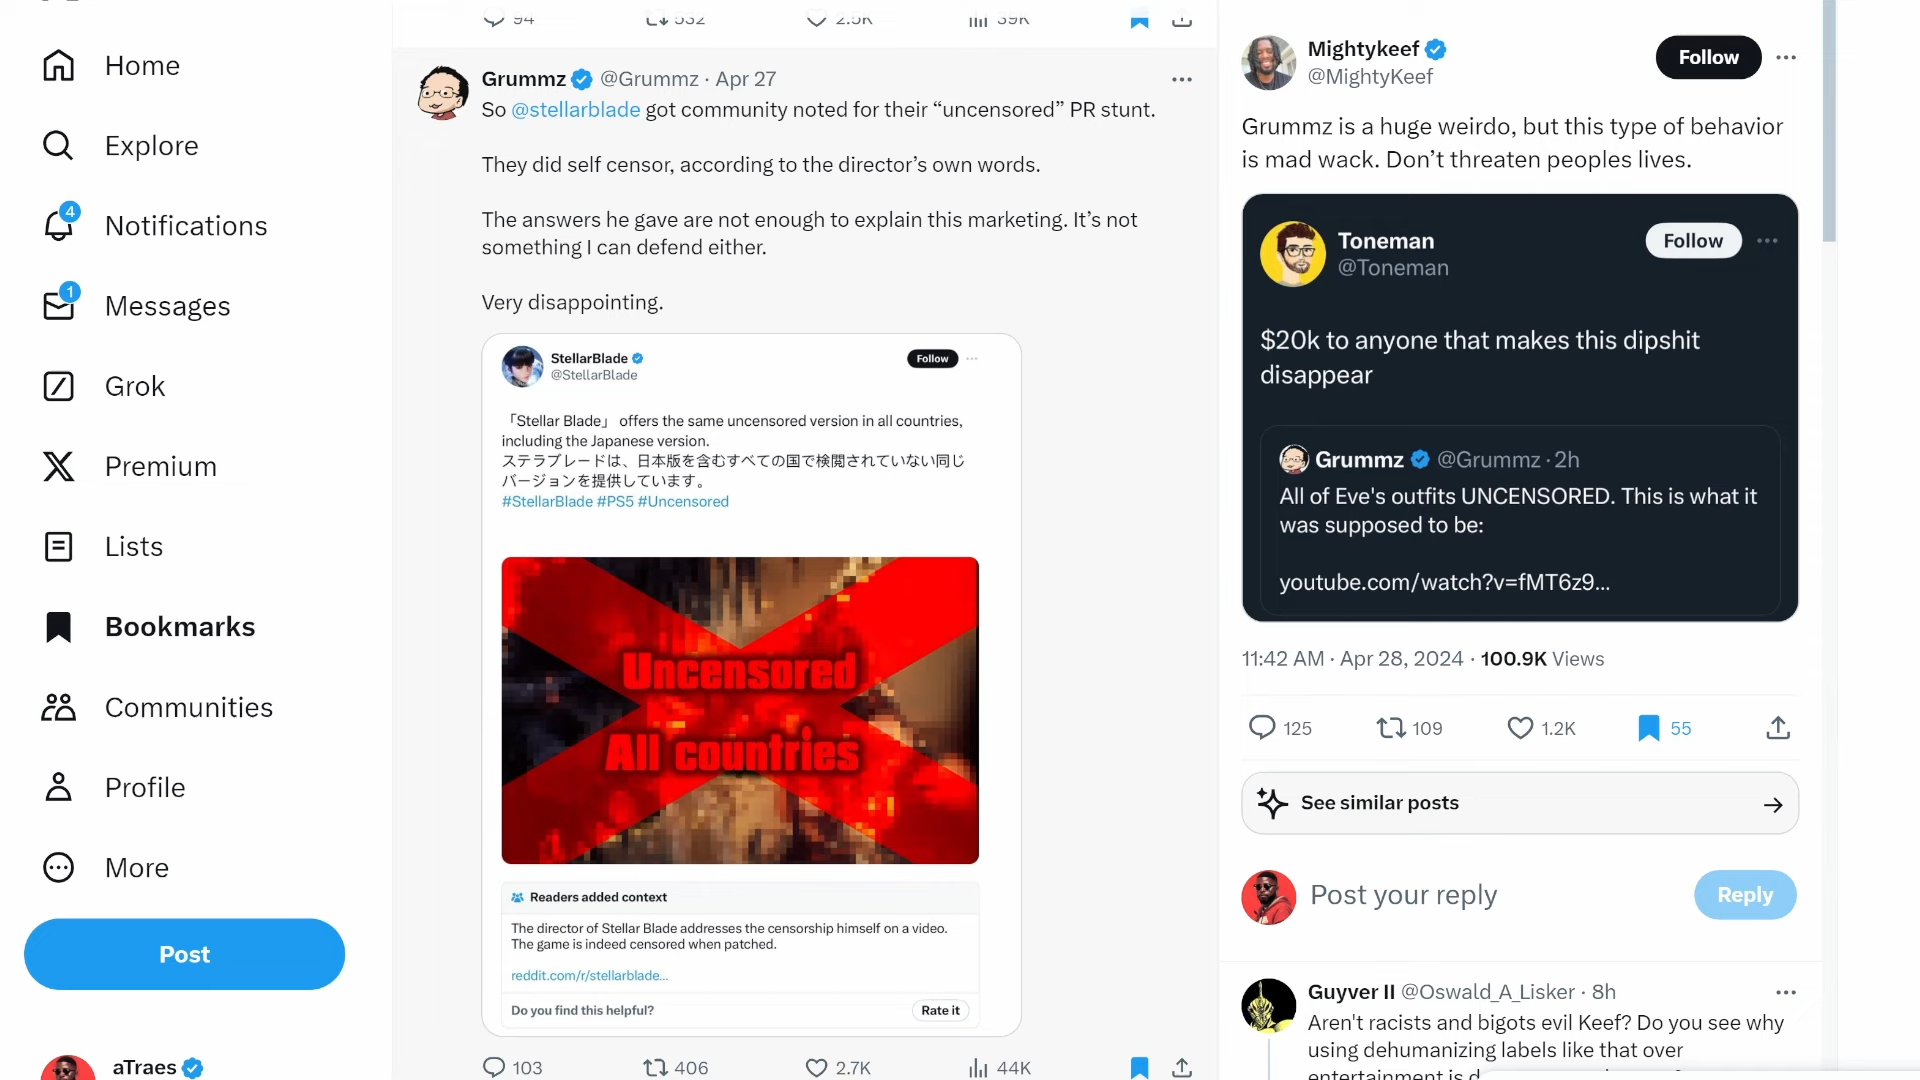 Home
Explore
4
Notifications
1
Messages
Grok
Premium
Lists
Bookmarks
Communities
Profile
More
Post
aTraes
94
532
2.5K
39K
Grummz @Grummz · Apr 27
So @stellarblade got community noted for their “uncensored” PR stunt.
They did self censor, according to the director’s own words.
The answers he gave are not enough to explain this marketing. It’s not
something I can defend either.
Very disappointing.
StellarBlade
@StellarBlade
Follow
「Stellar Blade」 offers the same uncensored version in all countries,
including the Japanese version.
ステラブレードは、日本版を含むすべての国で検閲されていない同じ
バージョンを提供しています。
#StellarBlade #PS5 #Uncensored
Uncensored
All countries
Readers added context
The director of Stellar Blade addresses the censorship himself on a video.
The game is indeed censored when patched.
reddit.com/r/stellarblade...
Do you find this helpful?
Rate it
103
406
2.7K
44K
Mightykeef
@MightyKeef
Follow
Grummz is a huge weirdo, but this type of behavior
is mad wack. Don’t threaten peoples lives.
Toneman
@Toneman
Follow
$20k to anyone that makes this dipshit
disappear
Grummz @Grummz · 2h
All of Eve's outfits UNCENSORED. This is what it
was supposed to be:
youtube.com/watch?v=fMT6z9...
11:42 AM · Apr 28, 2024 · 100.9K Views
125
109
1.2K
55
See similar posts
Post your reply
Reply
Guyver II @Oswald_A_Lisker · 8h
Aren't racists and bigots evil Keef? Do you see why
using dehumanizing labels like that over
entertainment is